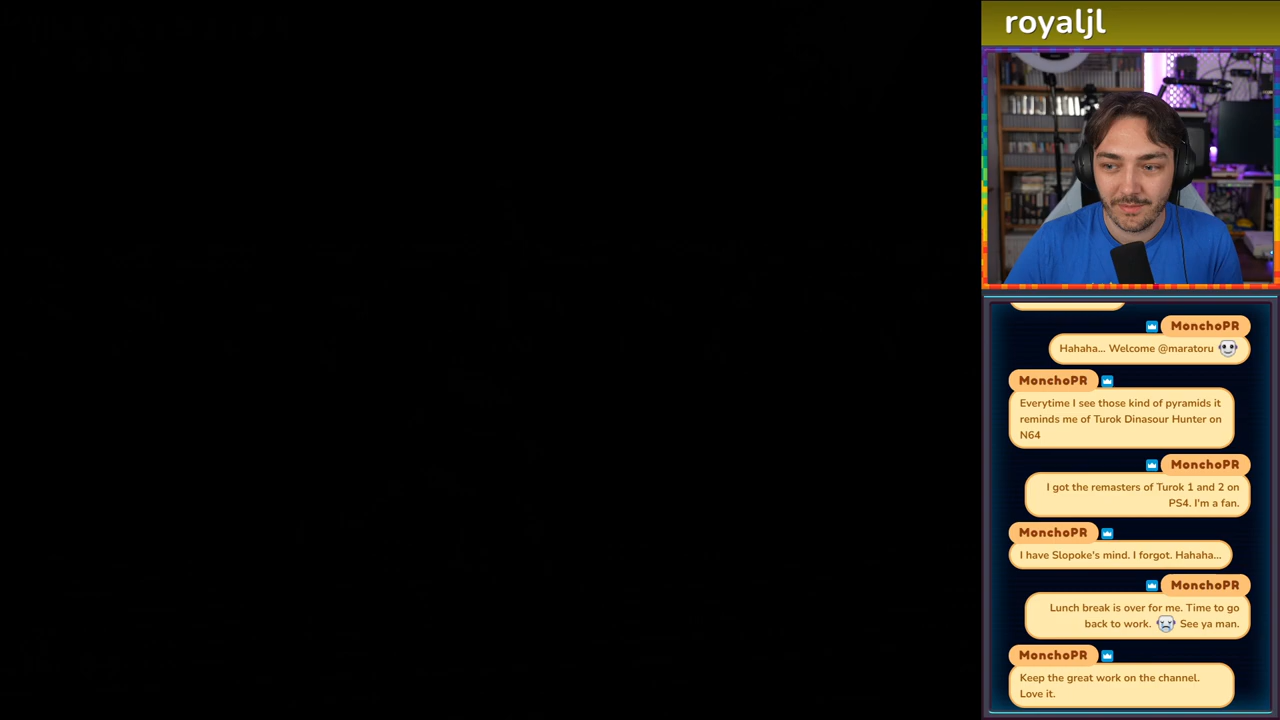 royaljl
MonchoPR
Hahaha... Welcome @maratoru
MonchoPR
Everytime I see those kind of pyramids it
reminds me of Turok Dinasour Hunter on
N64
MonchoPR
I got the remasters of Turok 1 and 2 on
PS4. I'm a fan.
MonchoPR
I have Slopoke's mind. I forgot. Hahaha...
MonchoPR
Lunch break is over for me. Time to go
back to work. See ya man.
MonchoPR
Keep the great work on the channel.
Love it.